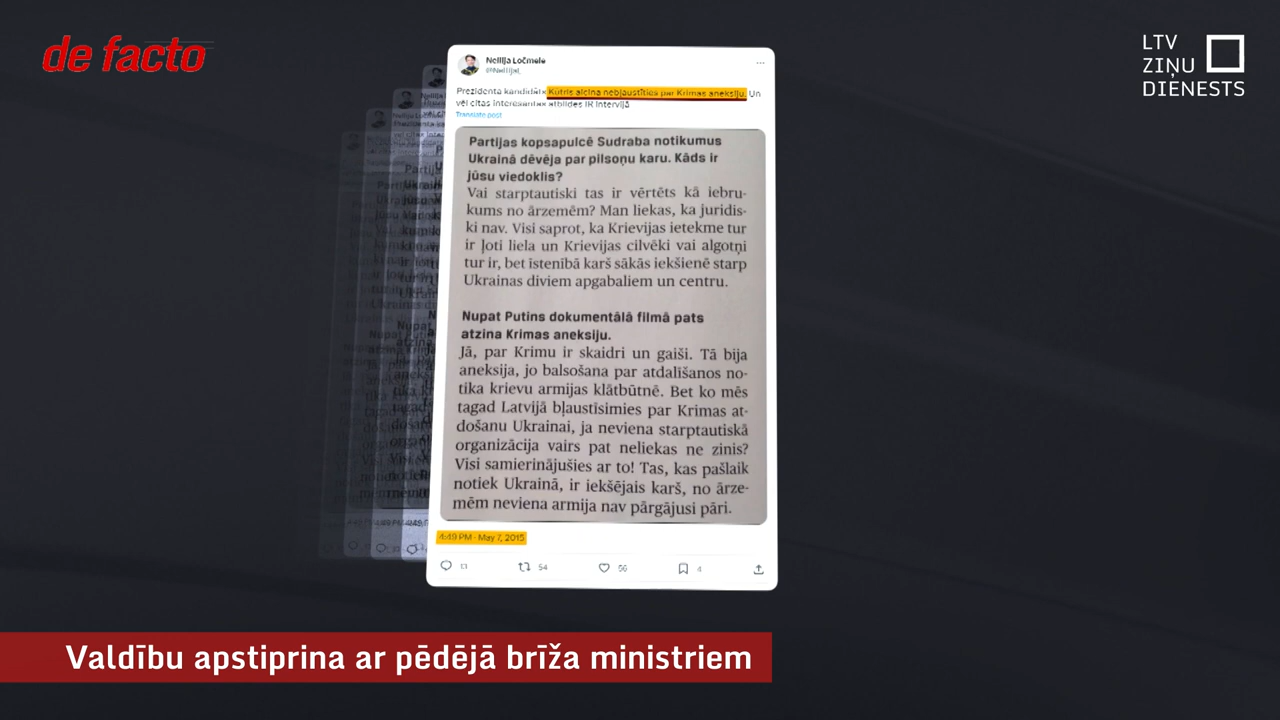 de facto
LTV
ZIŅU
DIENESTS
Nellija Ločmele
@NellijaL
Prezidenta kandidāts Kūtris aicina nebļaustīties par Krimas aneksiju. Un
vēl citas interesantas atbildes IR intervijā
Translate post
Partijas kopsapulcē Sudraba notikumus
Ukrainā dēvēja par pilsoņu karu. Kāds ir
jūsu viedoklis?
Vai starptautiski tas ir vērtēts kā iebru-
kums no ārzemēm? Man liekas, ka juridis-
ki nav. Visi saprot, ka Krievijas ietekme tur
ir ļoti liela un Krievijas cilvēki vai algotņi
tur ir, bet īstenībā karš sākās iekšienē starp
Ukrainas diviem apgabaliem un centru.
Nupat Putins dokumentālā filmā pats
atzina Krimas aneksiju.
Jā, par Krimu ir skaidri un gaiši. Tā bija
aneksija, jo balsošana par atdalīšanos no-
tika krievu armijas klātbūtnē. Bet ko mēs
tagad Latvijā bļaustīsimies par Krimas at-
došanu Ukrainai, ja neviena starptautiskā
organizācija vairs pat neliekas ne zinis?
Visi samierinājušies ar to! Tas, kas pašlaik
notiek Ukrainā, ir iekšējais karš, no ārze-
mēm neviena armija nav pārgājusi pāri.
4:49 PM · May 7, 2015
13 54 56 4
Valdību apstiprina ar pēdējā brīža ministriem